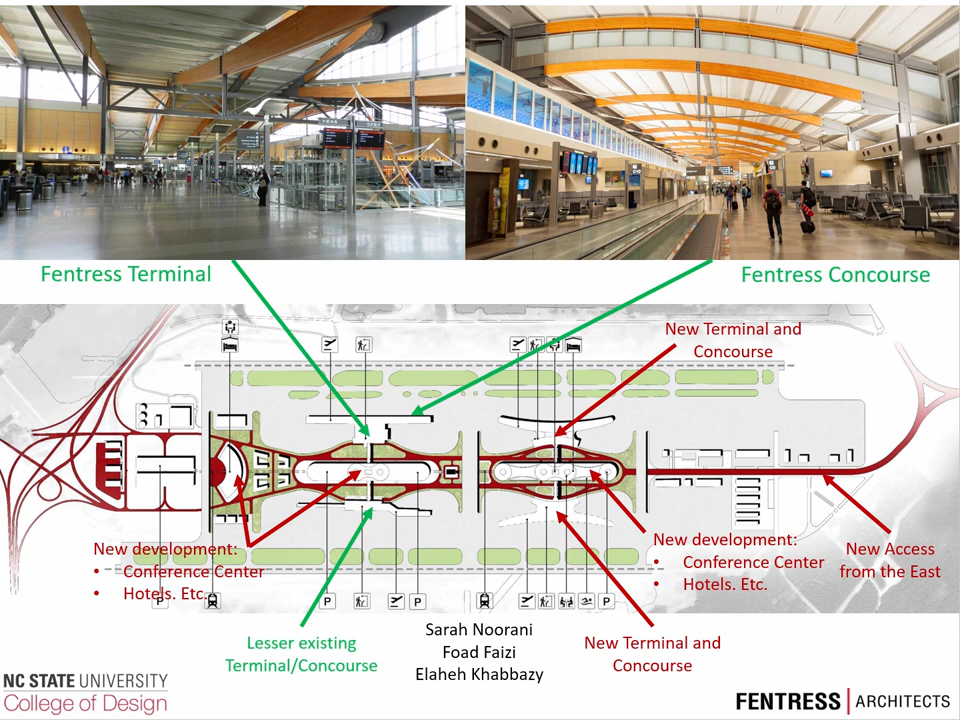 Fentress Terminal
Fentress Concourse
New Terminal and
Concourse
New development:
• Conference Center
• Hotels. Etc.
New development:
• Conference Center
• Hotels. Etc.
New Access
from the East
P
P
P
P
Lesser existing
Terminal/Concourse
Sarah Noorani
Foad Faizi
Elaheh Khabbazy
New Terminal and
Concourse
NC STATE UNIVERSITY
College of Design
FENTRESS | ARCHITECTS